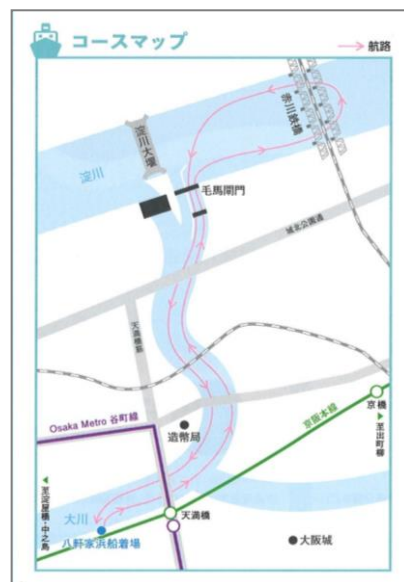 コースマップ
航路
赤川鉄橋
淀川大堰
淀川
毛馬閘門
城北公園通
天満橋筋
Osaka Metro 谷町線
造幣局
京阪本線
京橋
▶至出町柳
◀至淀屋橋・中之島
大川
天満橋
八軒家浜船着場
大阪城